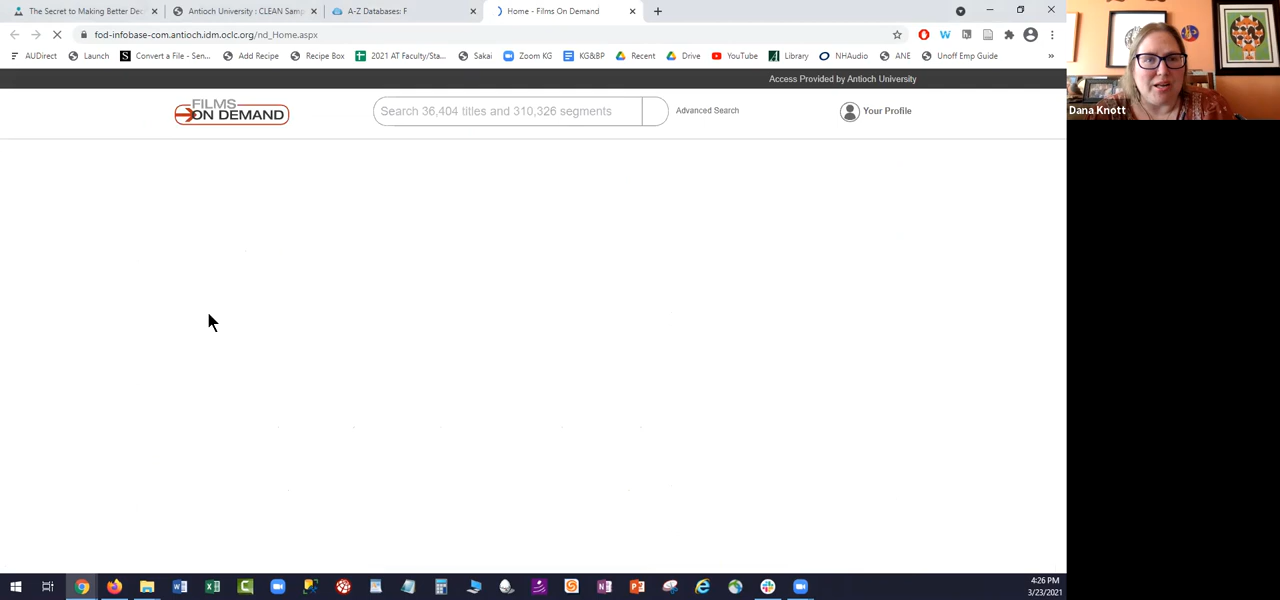 The Secret to Making Better Dec
Antioch University : CLEAN Samp
A-Z Databases: F
Home - Films On Demand
fod-infobase-com.antioch.idm.oclc.org/nd_Home.aspx
AUDirect
Launch
Convert a File - Sen...
Add Recipe
Recipe Box
2021 AT Faculty/Sta...
Sakai
Zoom KG
KG&BP
Recent
Drive
YouTube
Library
NHAudio
ANE
Unoff Emp Guide
»
Access Provided by Antioch University
FILMS
ON DEMAND
Search 36,404 titles and 310,326 segments
Advanced Search
Your Profile
Dana Knott
4:26 PM
3/23/2021